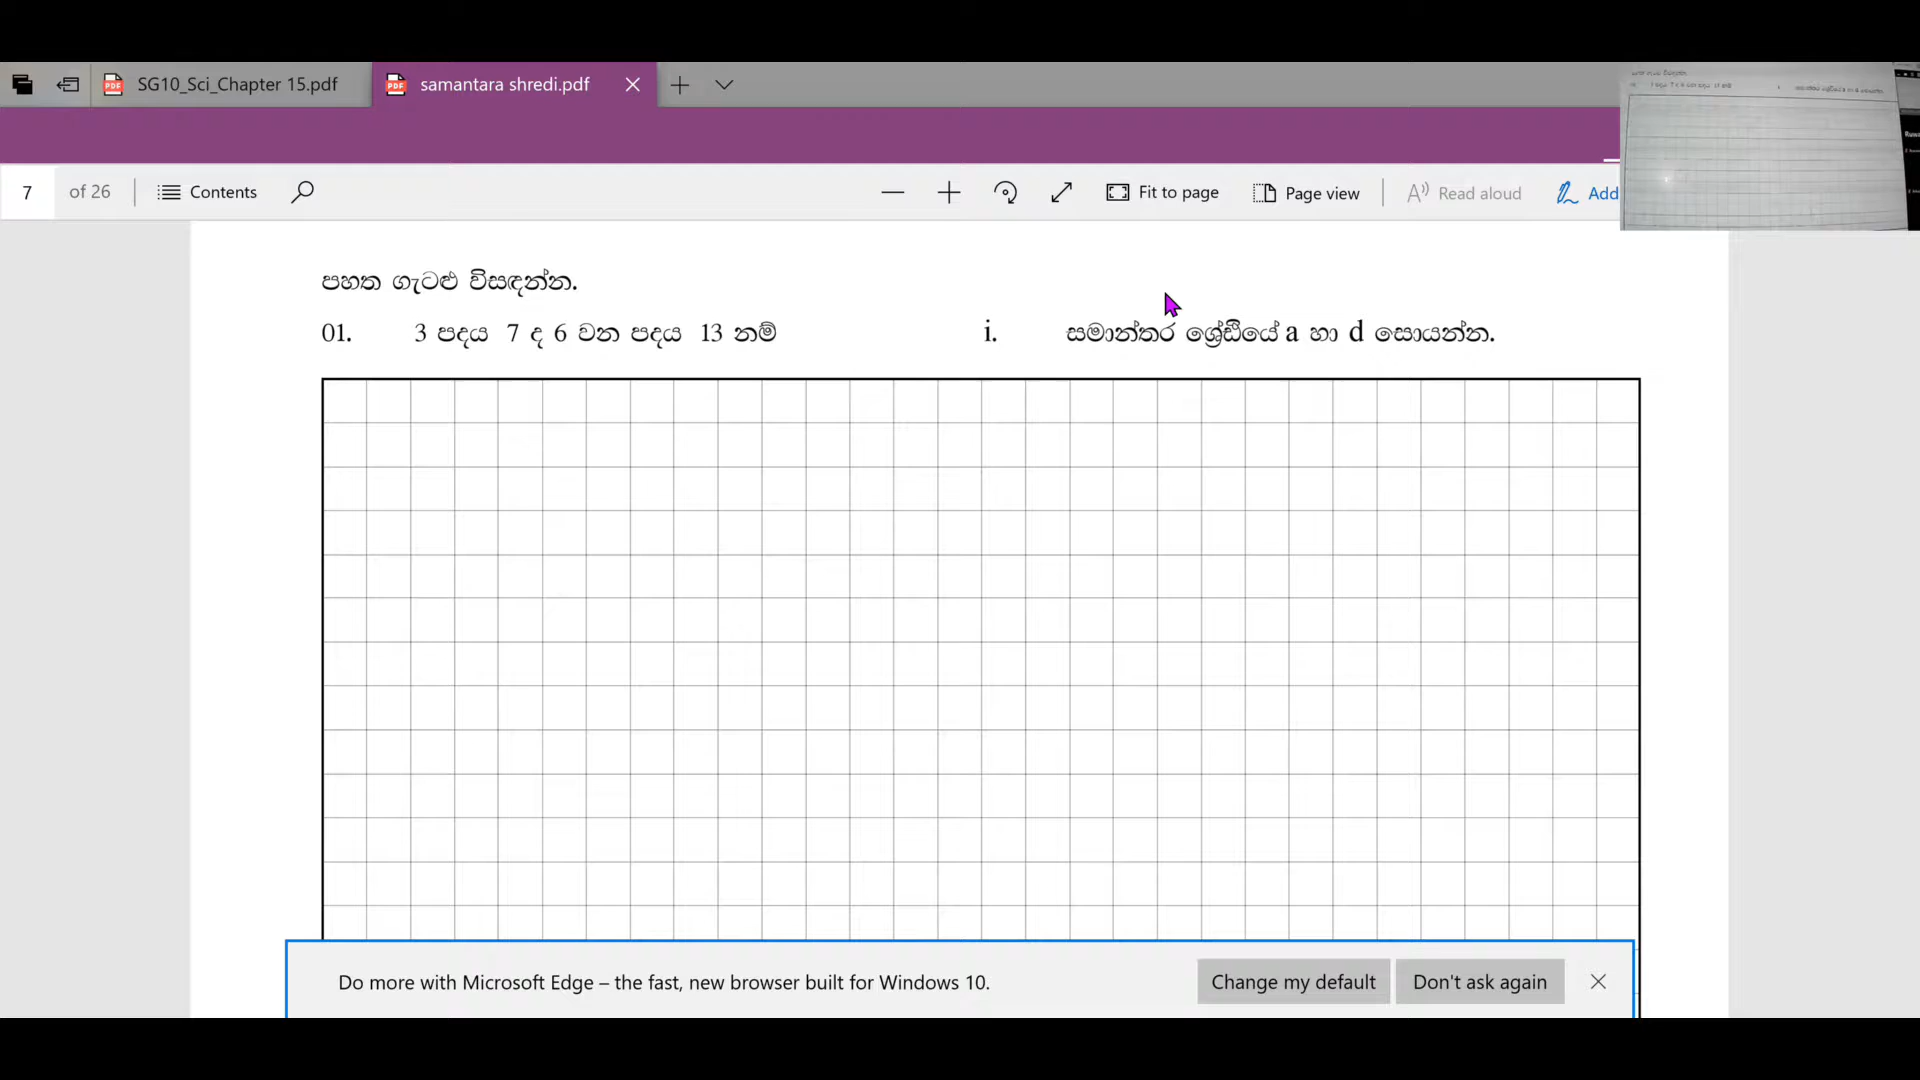 SG10_Sci_Chapter 15.pdf
samantara shredi.pdf
7 of 26
Contents
Fit to page
Page view
Read aloud
Add
පහත ගැටළු විසඳන්න.
01. 3 පදය 7 ද 6 වන පදය 13 නම්
i. සමාන්තර ශ්‍රේඪියේ a හා d සොයන්න.
Do more with Microsoft Edge – the fast, new browser built for Windows 10.
Change my default
Don't ask again